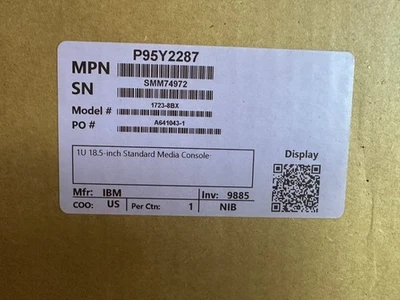 P95Y2287
MPN
SMM74972
SN
1723-8BX
Model #
A641043-1
PO #
1U 18.5-inch Standard Media Console
Display
Mfr: IBM Inv: 9885
COO: US Per Ctn: 1 NIB